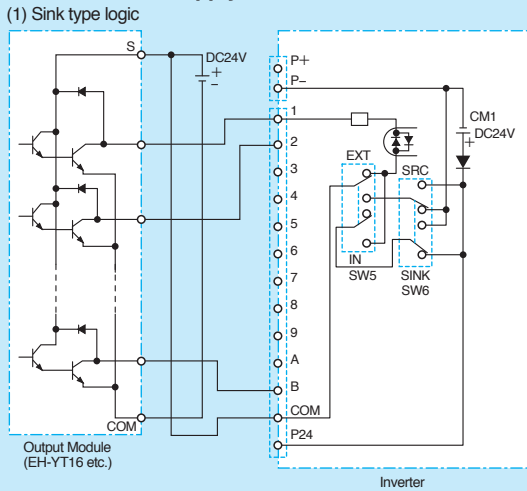 (1) Sink type logic
S
DC24V
+
−
P+
P−
1
2
3
4
5
6
7
8
9
A
B
COM
P24
CM1
+
DC24V
EXT
SRC
IN
SW5
SINK
SW6
COM
Output Module
(EH-YT16 etc.)
Inverter